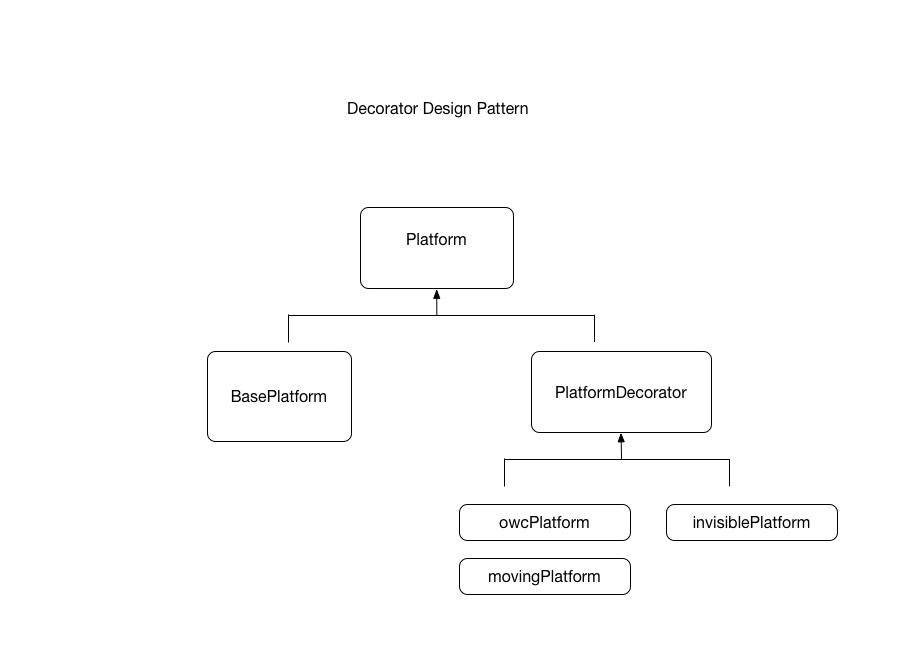 Decorator Design Pattern
Platform
BasePlatform
PlatformDecorator
owcPlatform
invisiblePlatform
movingPlatform